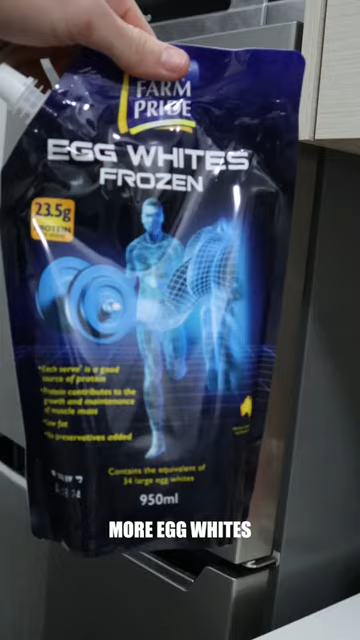 FARM
PRIDE
EGG WHITES
FROZEN
23.5g
PROTEIN
• Each serve* is a good
source of protein
• Protein contributes to the
growth and maintenance
of muscle mass
• Low fat
• No preservatives added
Contains the equivalent of
34 large egg whites
950ml
MORE EGG WHITES